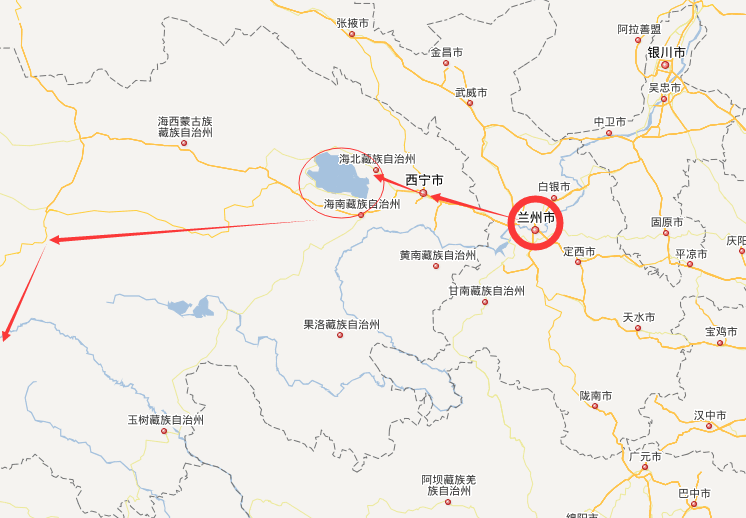 张掖市
阿拉善盟
金昌市
银川市
吴忠市
武威市
中卫市
海西蒙古族
藏族自治州
海北藏族自治州
西宁市
白银市
海南藏族自治州
兰州市
固原市
庆阳
黄南藏族自治州
定西市
平凉市
甘南藏族自治州
果洛藏族自治州
天水市
宝鸡市
陇南市
玉树藏族自治州
汉中市
广元市
阿坝藏族羌
族自治州
巴中市
绵阳市